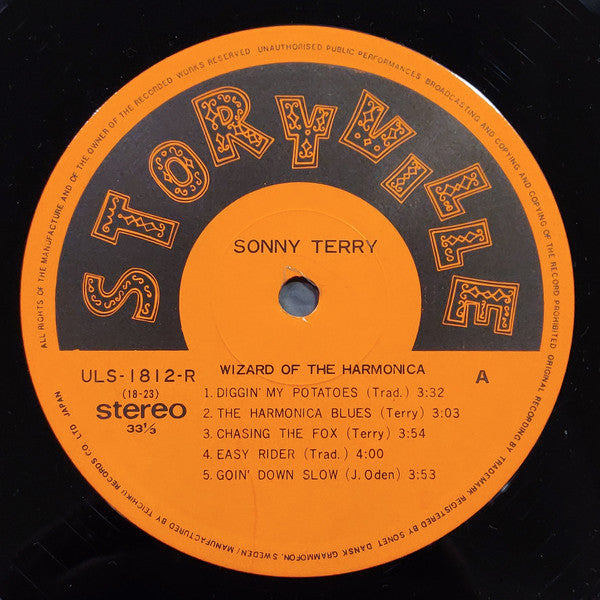 ALL RIGHTS OF THE MANUFACTURE AND OF THE OWNER OF THE RECORDED WORKS RESERVED UNAUTHORISED PUBLIC PERFORMANCES BROADCASTING AND COPYING AND COPYING OF THE RECORD PROHIBITED
STORYVILLE
SONNY TERRY
WIZARD OF THE HARMONICA
ULS-1812-R
(18-23)
stereo
33⅓
A
1. DIGGIN' MY POTATOES (Trad.) 3:32
2. THE HARMONICA BLUES (Terry) 3:03
3. CHASING THE FOX (Terry) 3:54
4. EASY RIDER (Trad.) 4:00
5. GOIN' DOWN SLOW (J. Oden) 3:53
ORIGINAL RECORDING BY TRADEMARK REGISTERED BY SONET DANSK GRAMMOFON, SWEDEN/MANUFACTURED BY TEICHIKU RECORDS CO., LTD. JAPAN